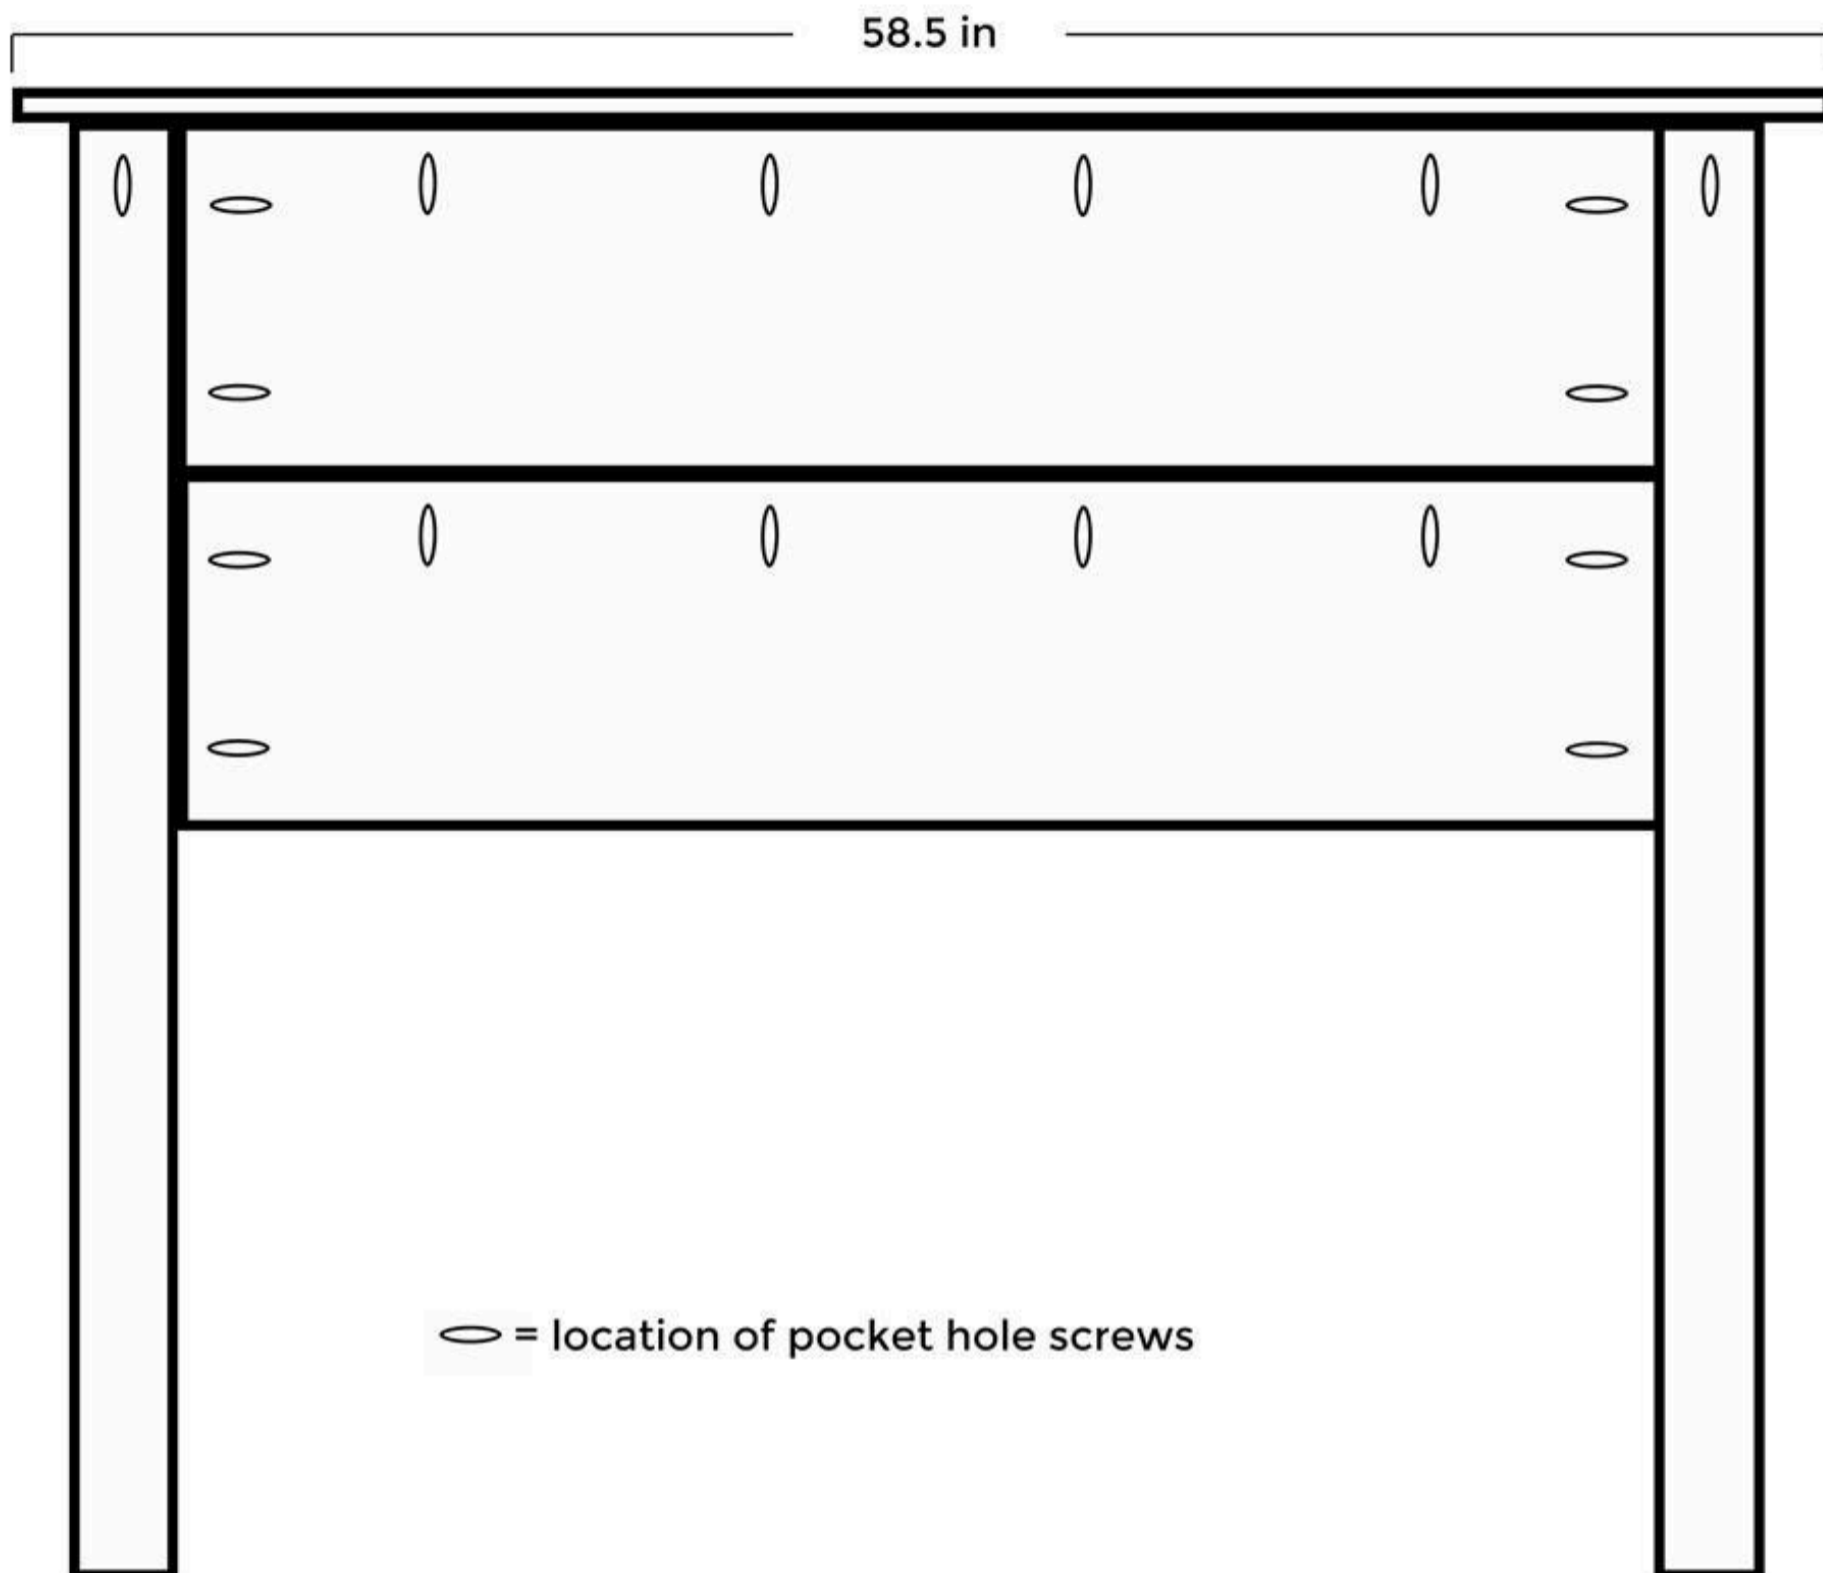 58.5 in
= location of pocket hole screws